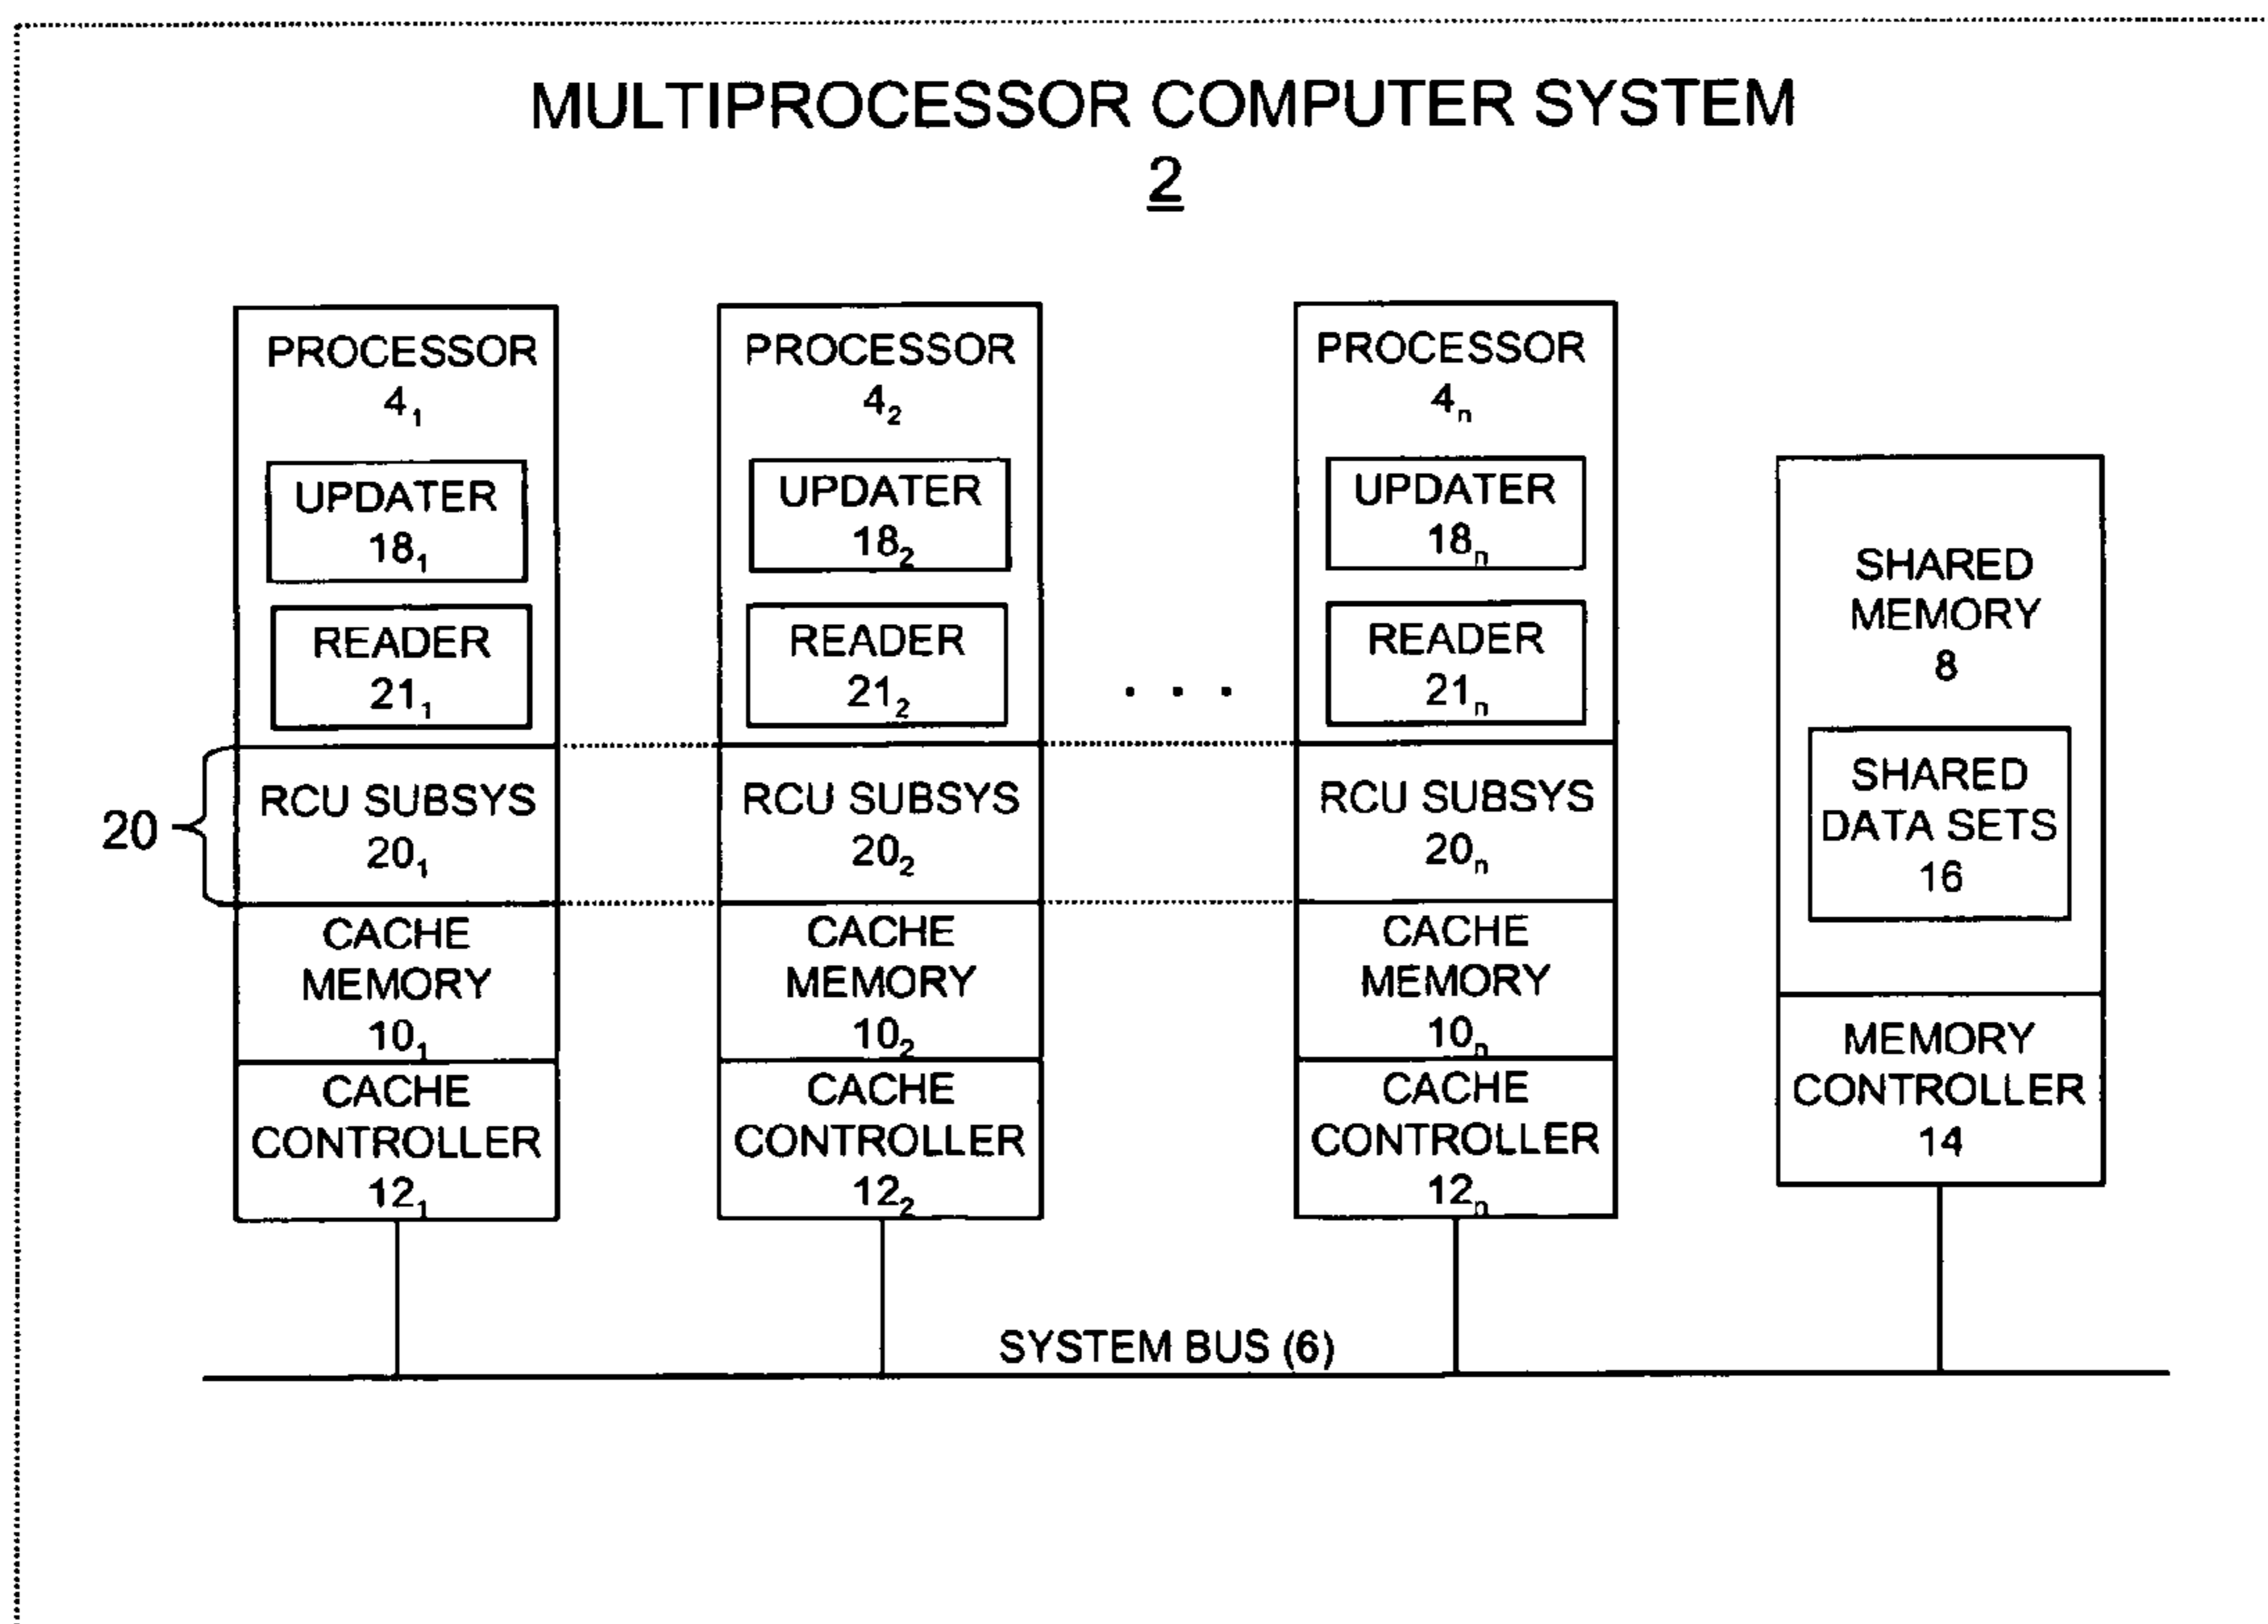 MULTIPROCESSOR COMPUTER SYSTEM
2
PROCESSOR
4₁
UPDATER
18₁
READER
21₁
RCU SUBSYS
20₁
CACHE
MEMORY
10₁
CACHE
CONTROLLER
12₁
20
PROCESSOR
4₂
UPDATER
18₂
READER
21₂
RCU SUBSYS
20₂
CACHE
MEMORY
10₂
CACHE
CONTROLLER
12₂
. . .
PROCESSOR
4ₙ
UPDATER
18ₙ
READER
21ₙ
RCU SUBSYS
20ₙ
CACHE
MEMORY
10ₙ
CACHE
CONTROLLER
12ₙ
SHARED
MEMORY
8
SHARED
DATA SETS
16
MEMORY
CONTROLLER
14
SYSTEM BUS (6)